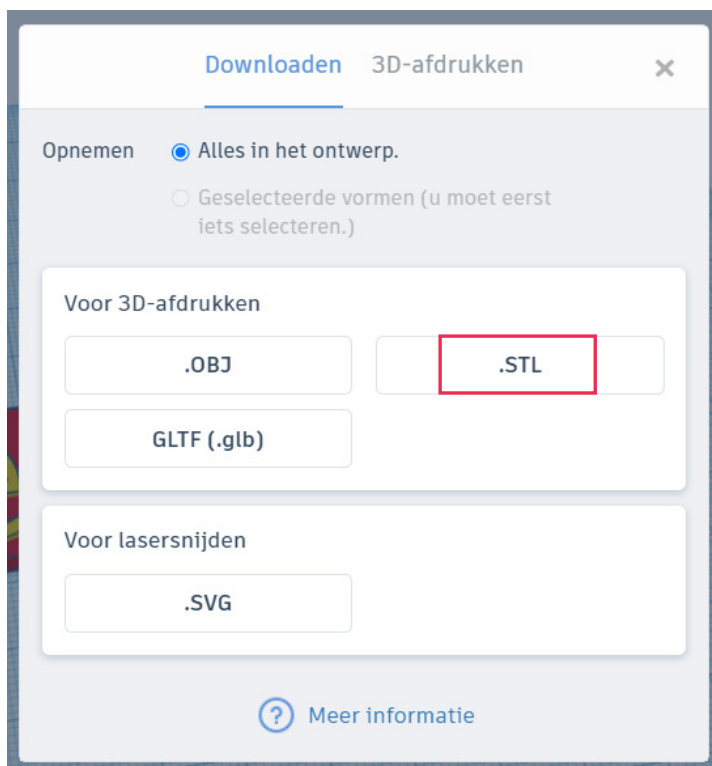 Downloaden 3D-afdrukken ×
Opnemen Alles in het ontwerp.
Geselecteerde vormen (u moet eerst
iets selecteren.)
Voor 3D-afdrukken
.OBJ .STL
GLTF (.glb)
Voor lasersnijden
.SVG
? Meer informatie